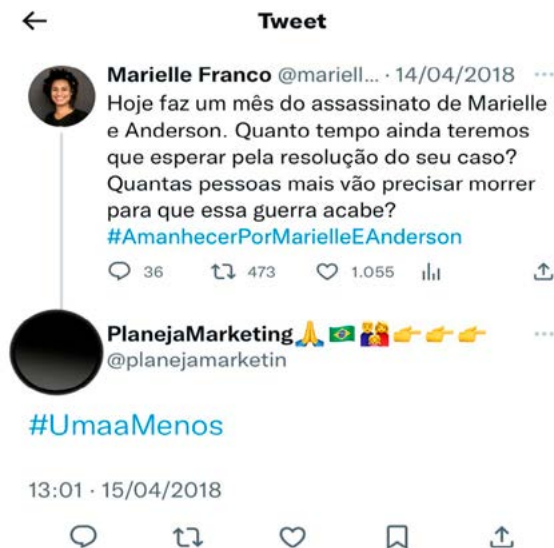 Tweet
Marielle Franco @mariell... · 14/04/2018
Hoje faz um mês do assassinato de Marielle
e Anderson. Quanto tempo ainda teremos
que esperar pela resolução do seu caso?
Quantas pessoas mais vão precisar morrer
para que essa guerra acabe?
#AmanhecerPorMarielleEAnderson
36 473 1.055
PlanejaMarketing🙏🇧🇷👨‍👩‍👧‍👦👉👉👉
@planejamarketin
#UmaaMenos
13:01 · 15/04/2018